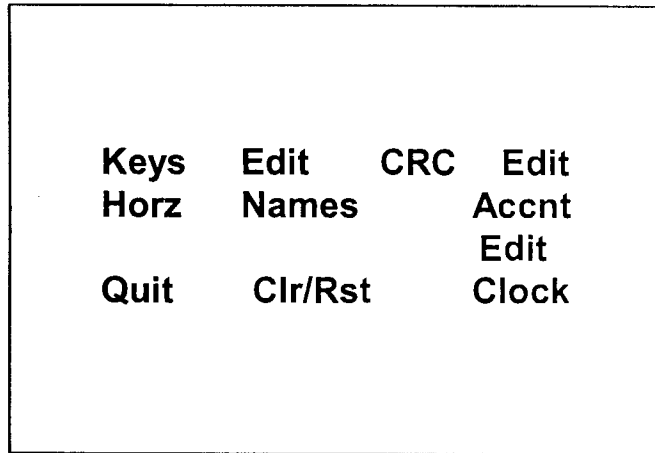 Keys Edit CRC Edit
Horz Names Accnt
Edit
Quit Clr/Rst Clock